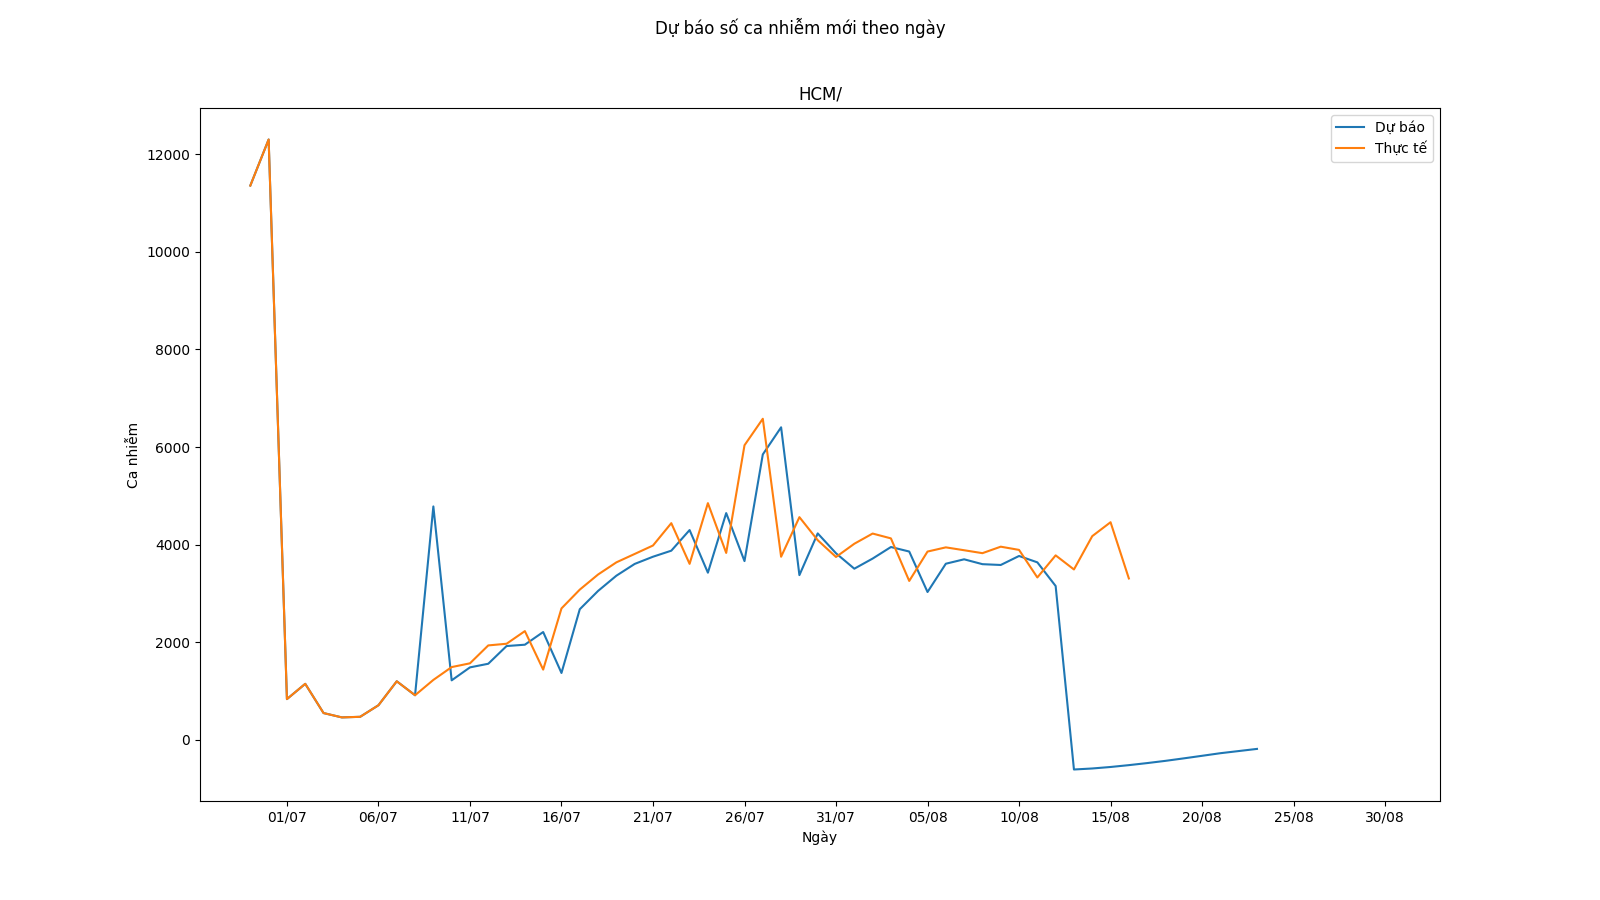 Dự báo số ca nhiễm mới theo ngày
HCM/
Dự báo
Thực tế
12000
10000
8000
6000
4000
2000
0
Ca nhiễm
01/07 06/07 11/07 16/07 21/07 26/07 31/07 05/08 10/08 15/08 20/08 25/08 30/08
Ngày